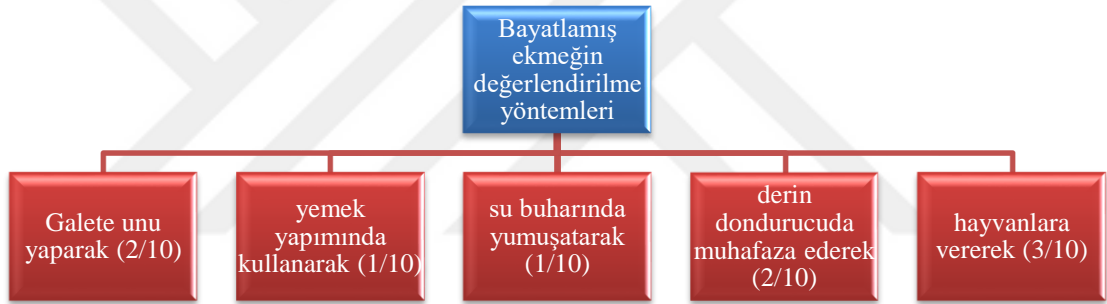 Bayatlamış
ekmeğin
değerlendirilme
yöntemleri
Galete unu
yaparak (2/10)
yemek
yapımında
kullanarak (1/10)
su buharında
yumuşatarak
(1/10)
derin
dondurucuda
muhafaza ederek
(2/10)
hayvanlara
vererek (3/10)